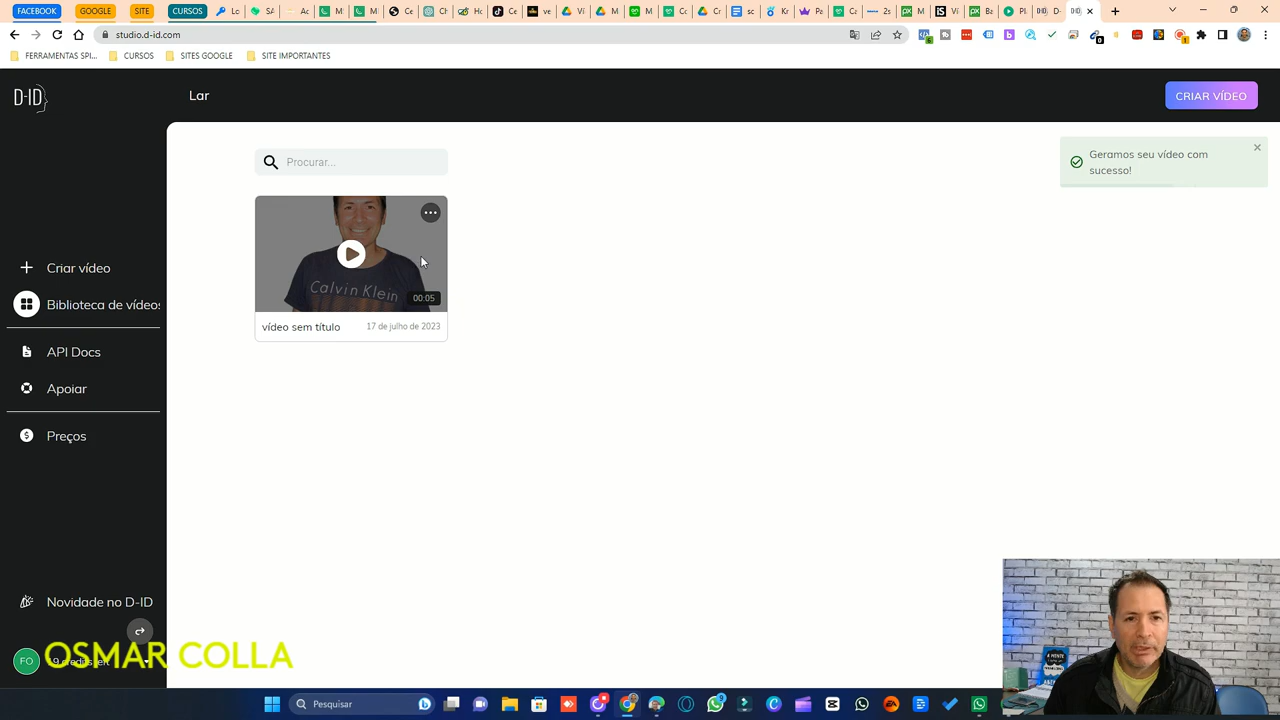 FACEBOOK GOOGLE SITE CURSOS
studio.d-id.com
FERRAMENTAS SPI... CURSOS SITES GOOGLE SITE IMPORTANTES
D-ID
Lar
CRIAR VÍDEO
Procurar...
Geramos seu vídeo com
sucesso!
Calvin Klein
00:05
vídeo sem título 17 de julho de 2023
Criar vídeo
Biblioteca de vídeos
API Docs
Apoiar
Preços
Novidade no D-ID
FO
OSMAR COLLA
Pesquisar